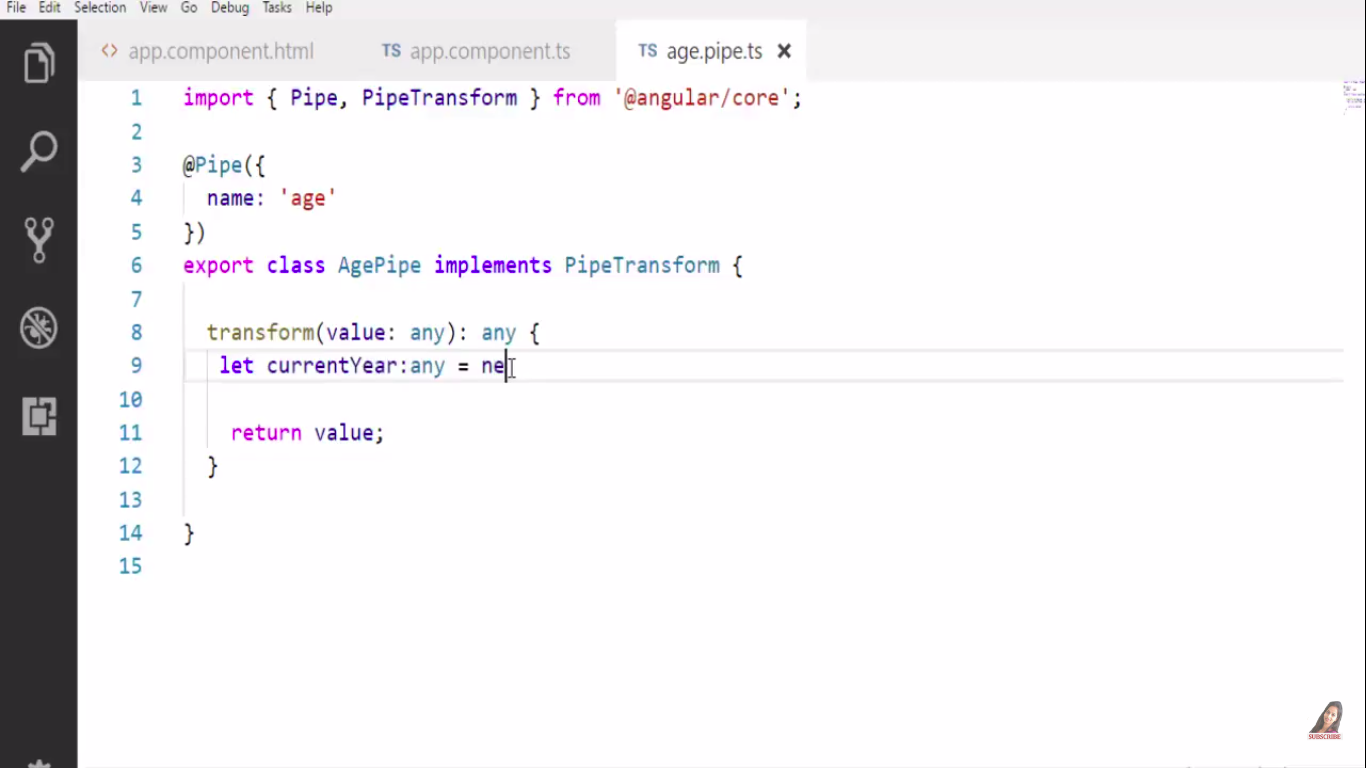 File Edit Selection View Go Debug Tasks Help
<> app.component.html TS app.component.ts TS age.pipe.ts ×
1 import { Pipe, PipeTransform } from '@angular/core';
2
3 @Pipe({
4 name: 'age'
5 })
6 export class AgePipe implements PipeTransform {
7
8 transform(value: any): any {
9 let currentYear:any = ne
10
11 return value;
12 }
13
14 }
15
SUBSCRIBE